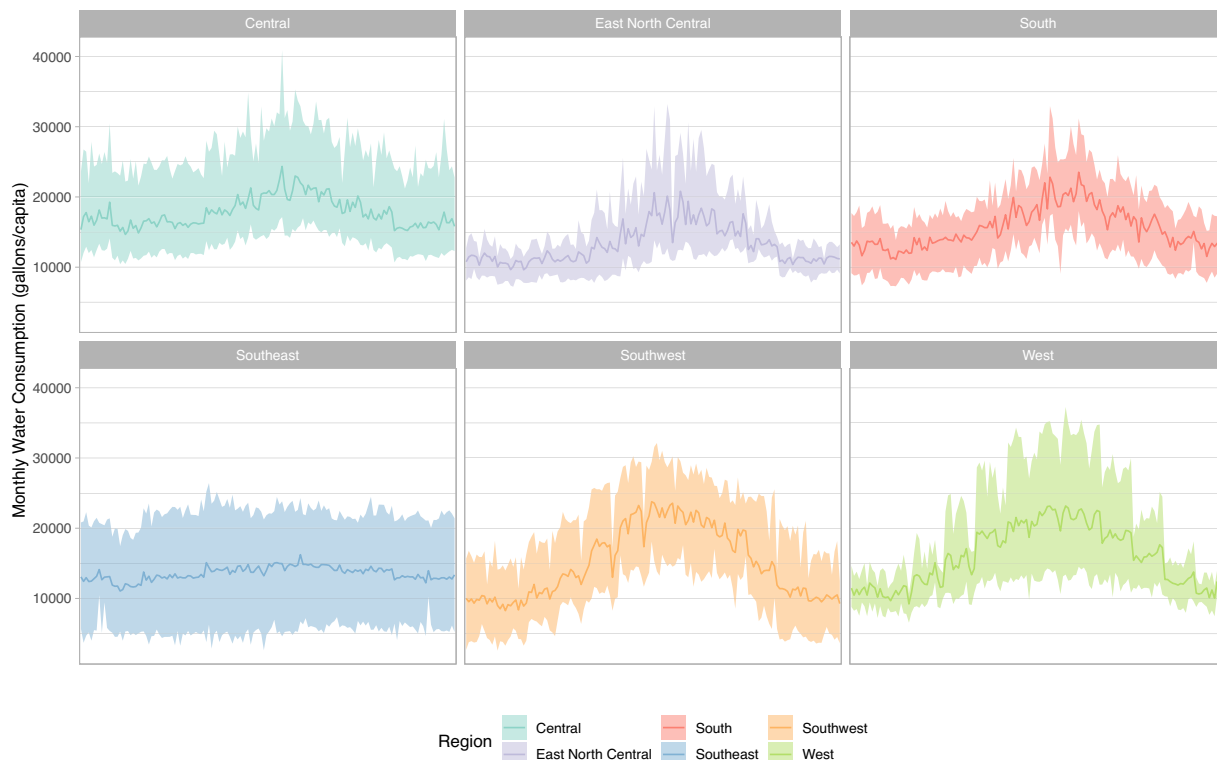 Central East North Central South
40000
30000
20000
10000
Monthly Water Consumption (gallons/capita)
Southeast Southwest West
40000
30000
20000
10000
Region
Central South Southwest
East North Central Southeast West